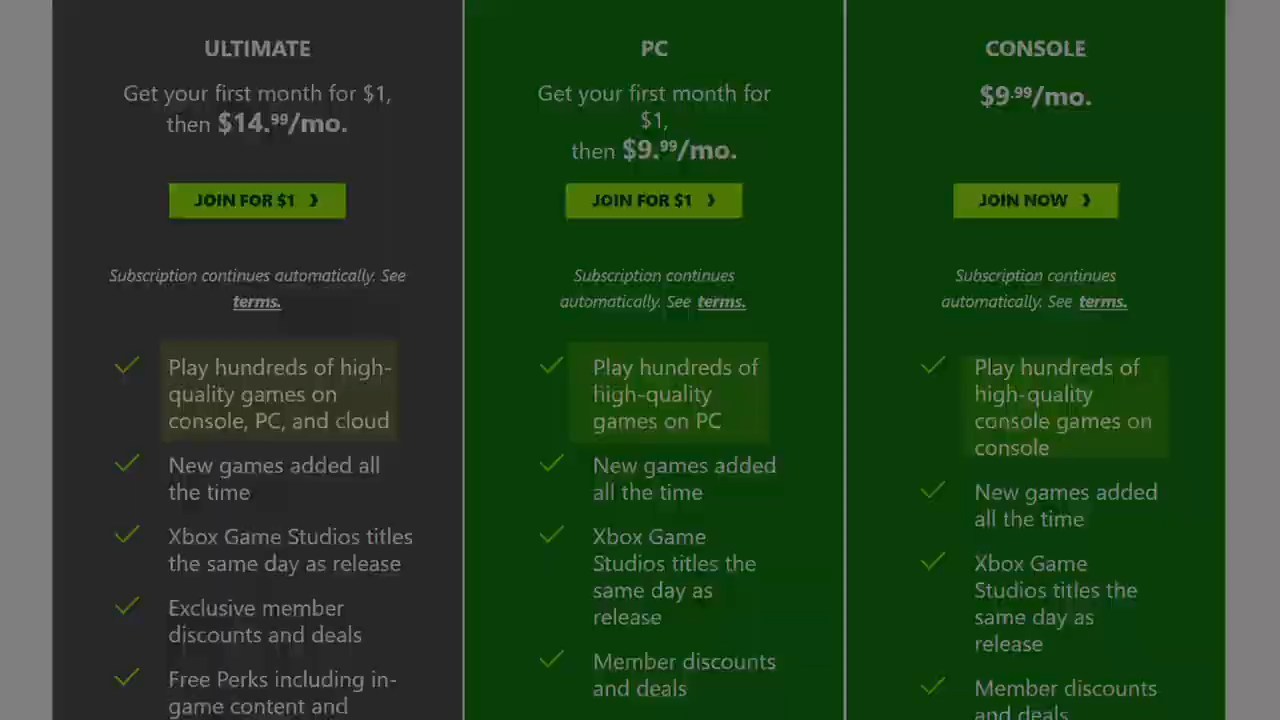 ULTIMATE
Get your first month for $1,
then $14.99/mo.
JOIN FOR $1 ❯
Subscription continues automatically. See
terms.
Play hundreds of high-
quality games on
console, PC, and cloud
New games added all
the time
Xbox Game Studios titles
the same day as release
Exclusive member
discounts and deals
Free Perks including in-
game content and
PC
Get your first month for
$1,
then $9.99/mo.
JOIN FOR $1 ❯
Subscription continues
automatically. See terms.
Play hundreds of
high-quality
games on PC
New games added
all the time
Xbox Game
Studios titles the
same day as
release
Member discounts
and deals
CONSOLE
$9.99/mo.
JOIN NOW ❯
Subscription continues
automatically. See terms.
Play hundreds of
high-quality
console games on
console
New games added
all the time
Xbox Game
Studios titles the
same day as
release
Member discounts
and deals